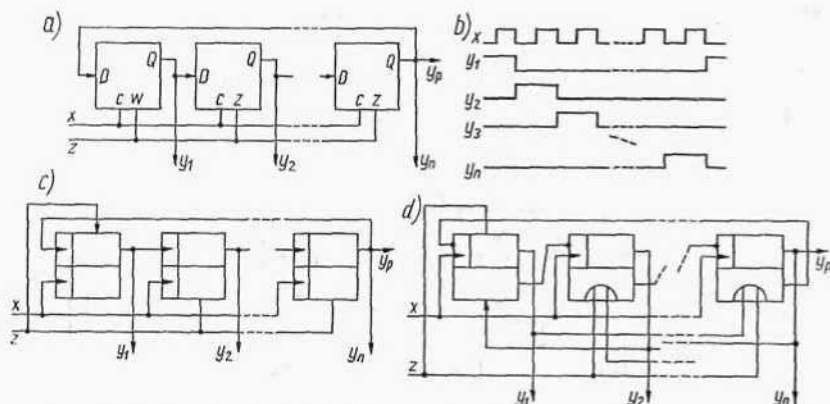 a)
D Q D Q D Q
c w c z c z
x
z
y1 y2 yn
yp
b)
x
y1
y2
y3
yn
c)
x
z
y1 y2 yn
yp
d)
x
z
y1 y2 yn
yp